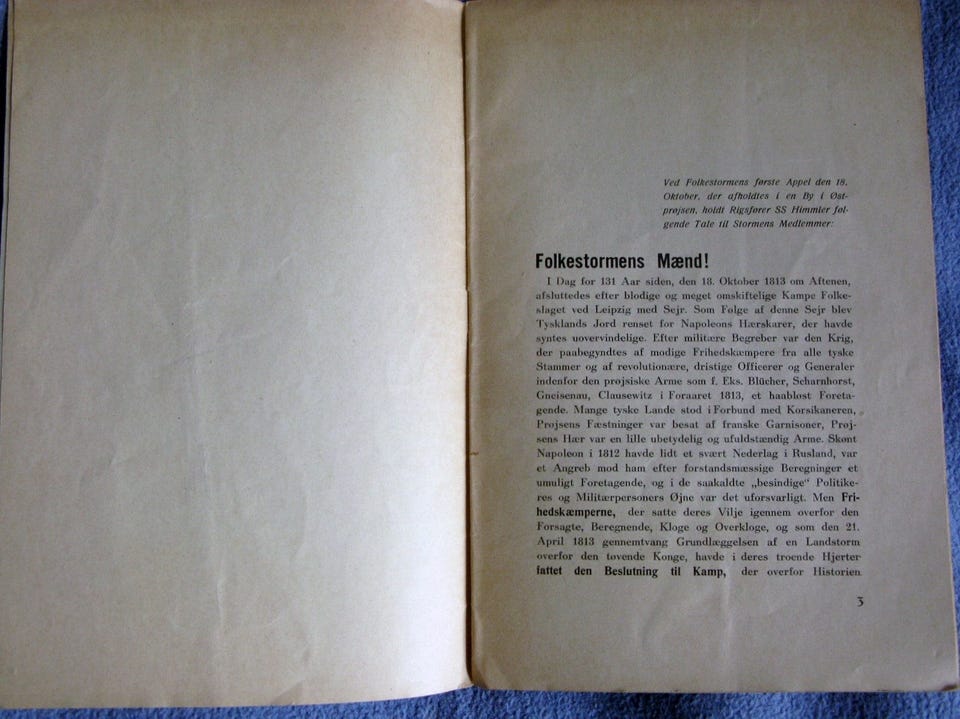 Ved Folkestormens første Appel den 18.
Oktober, der afholdtes i en By i Øst-
prøjsen, holdt Rigsfører SS Himmler føl-
gende Tale til Stormens Medlemmer:
Folkestormens Mænd!
I Dag for 131 Aar siden, den 18. Oktober 1813 om Aftenen,
afsluttedes efter blodige og meget omskiftelige Kampe Folke-
slaget ved Leipzig med Sejr. Som Følge af denne Sejr blev
Tysklands Jord renset for Napoleons Hærskarer, der havde
syntes uovervindelige. Efter militære Begreber var den Krig,
der paabegyndtes af modige Frihedskæmpere fra alle tyske
Stammer og af revolutionære, dristige Officerer og Generaler
indenfor den prøjsiske Arme som f. Eks. Blücher, Scharnhorst,
Gneisenau, Clausewitz i Foraaret 1813, et haabløst Foreta-
gende. Mange tyske Lande stod i Forbund med Korsikaneren,
Prøjsens Fæstninger var besat af franske Garnisoner, Prøj-
sens Hær var en lille ubetydelig og ufuldstændig Arme. Skønt
Napoleon i 1812 havde lidt et svært Nederlag i Rusland, var
et Angreb mod ham efter forstandsmæssige Beregninger et
umuligt Foretagende, og i de saakaldte „besindige“ Politike-
res og Militærpersoners Øjne var det uforsvarligt. Men Fri-
hedskæmperne, der satte deres Vilje igennem overfor den
Forsagte, Beregnende, Kloge og Overkloge, og som den 21.
April 1813 gennemtvang Grundlæggelsen af en Landstorm
overfor den tøvende Konge, havde i deres troende Hjerter
fattet den Beslutning til Kamp, der overfor Historien
3